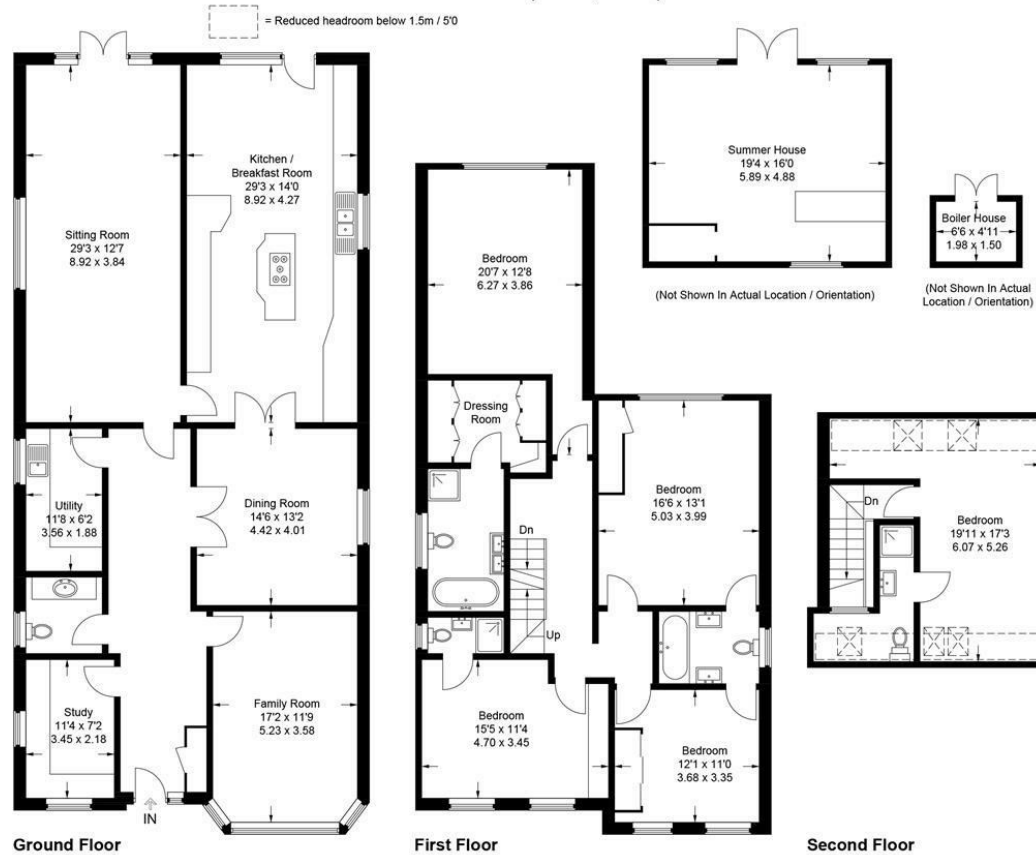 = Reduced headroom below 1.5m / 5'0
Sitting Room
29'3 x 12'7
8.92 x 3.84
Kitchen /
Breakfast Room
29'3 x 14'0
8.92 x 4.27
Utility
11'8 x 6'2
3.56 x 1.88
Dining Room
14'6 x 13'2
4.42 x 4.01
Study
11'4 x 7'2
3.45 x 2.18
Family Room
17'2 x 11'9
5.23 x 3.58
IN
Ground Floor
Bedroom
20'7 x 12'8
6.27 x 3.86
Dressing
Room
Bedroom
16'6 x 13'1
5.03 x 3.99
Dn
Up
Bedroom
15'5 x 11'4
4.70 x 3.45
Bedroom
12'1 x 11'0
3.68 x 3.35
First Floor
Summer House
19'4 x 16'0
5.89 x 4.88
(Not Shown In Actual Location / Orientation)
Boiler House
6'6 x 4'11
1.98 x 1.50
(Not Shown In Actual
Location / Orientation)
Dn
Bedroom
19'11 x 17'3
6.07 x 5.26
Second Floor